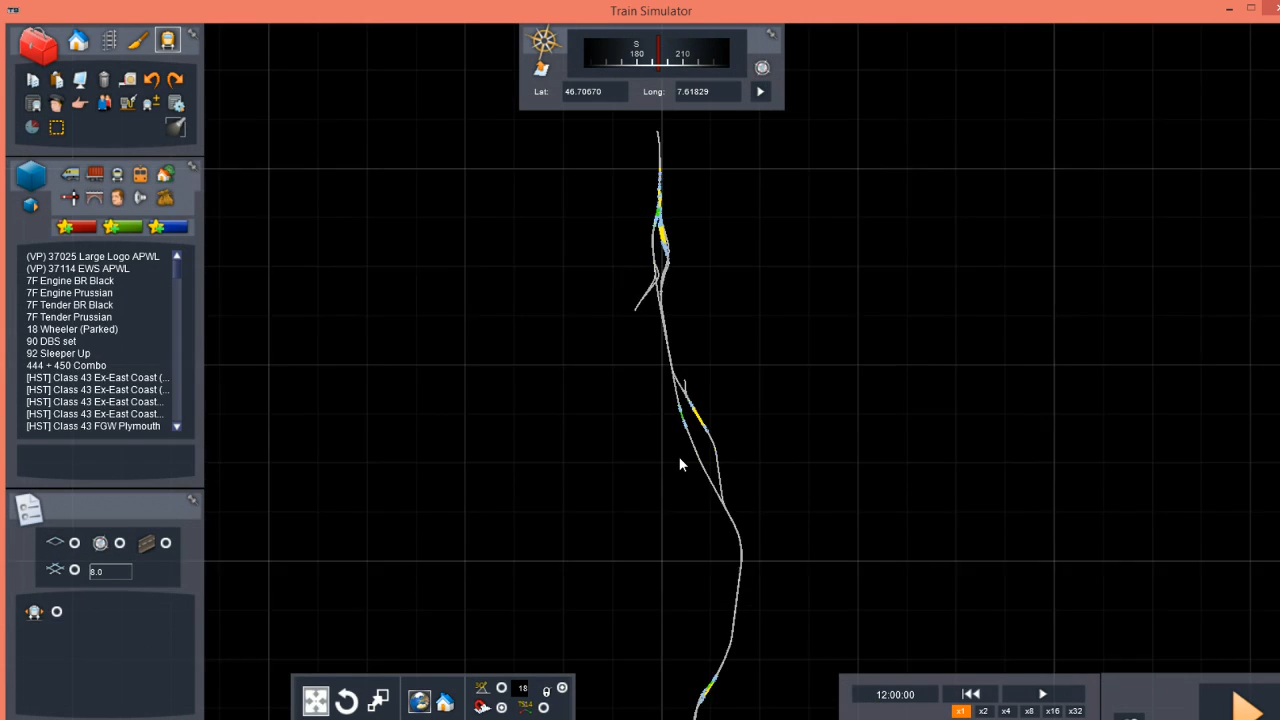 Train Simulator
S
180 210
Lat: 46.70670 Long: 7.61829
(VP) 37025 Large Logo APWL
(VP) 37114 EWS APWL
7F Engine BR Black
7F Engine Prussian
7F Tender BR Black
7F Tender Prussian
18 Wheeler (Parked)
90 DBS set
92 Sleeper Up
444 + 450 Combo
[HST] Class 43 Ex-East Coast (...
[HST] Class 43 Ex-East Coast (...
[HST] Class 43 Ex-East Coast...
[HST] Class 43 Ex-East Coast...
[HST] Class 43 FGW Plymouth
8.0
18
12:00:00
x1 x2 x4 x8 x16 x32